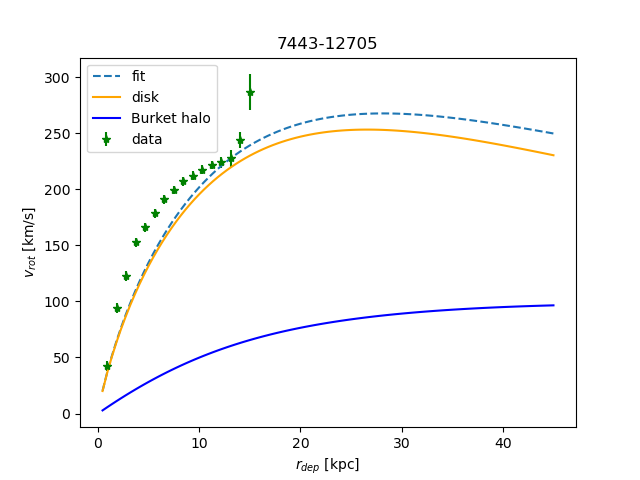 7443-12705
fit
disk
Burket halo
data
300
250
200
150
100
50
0
v_rot [km/s]
0 10 20 30 40
r_dep [kpc]